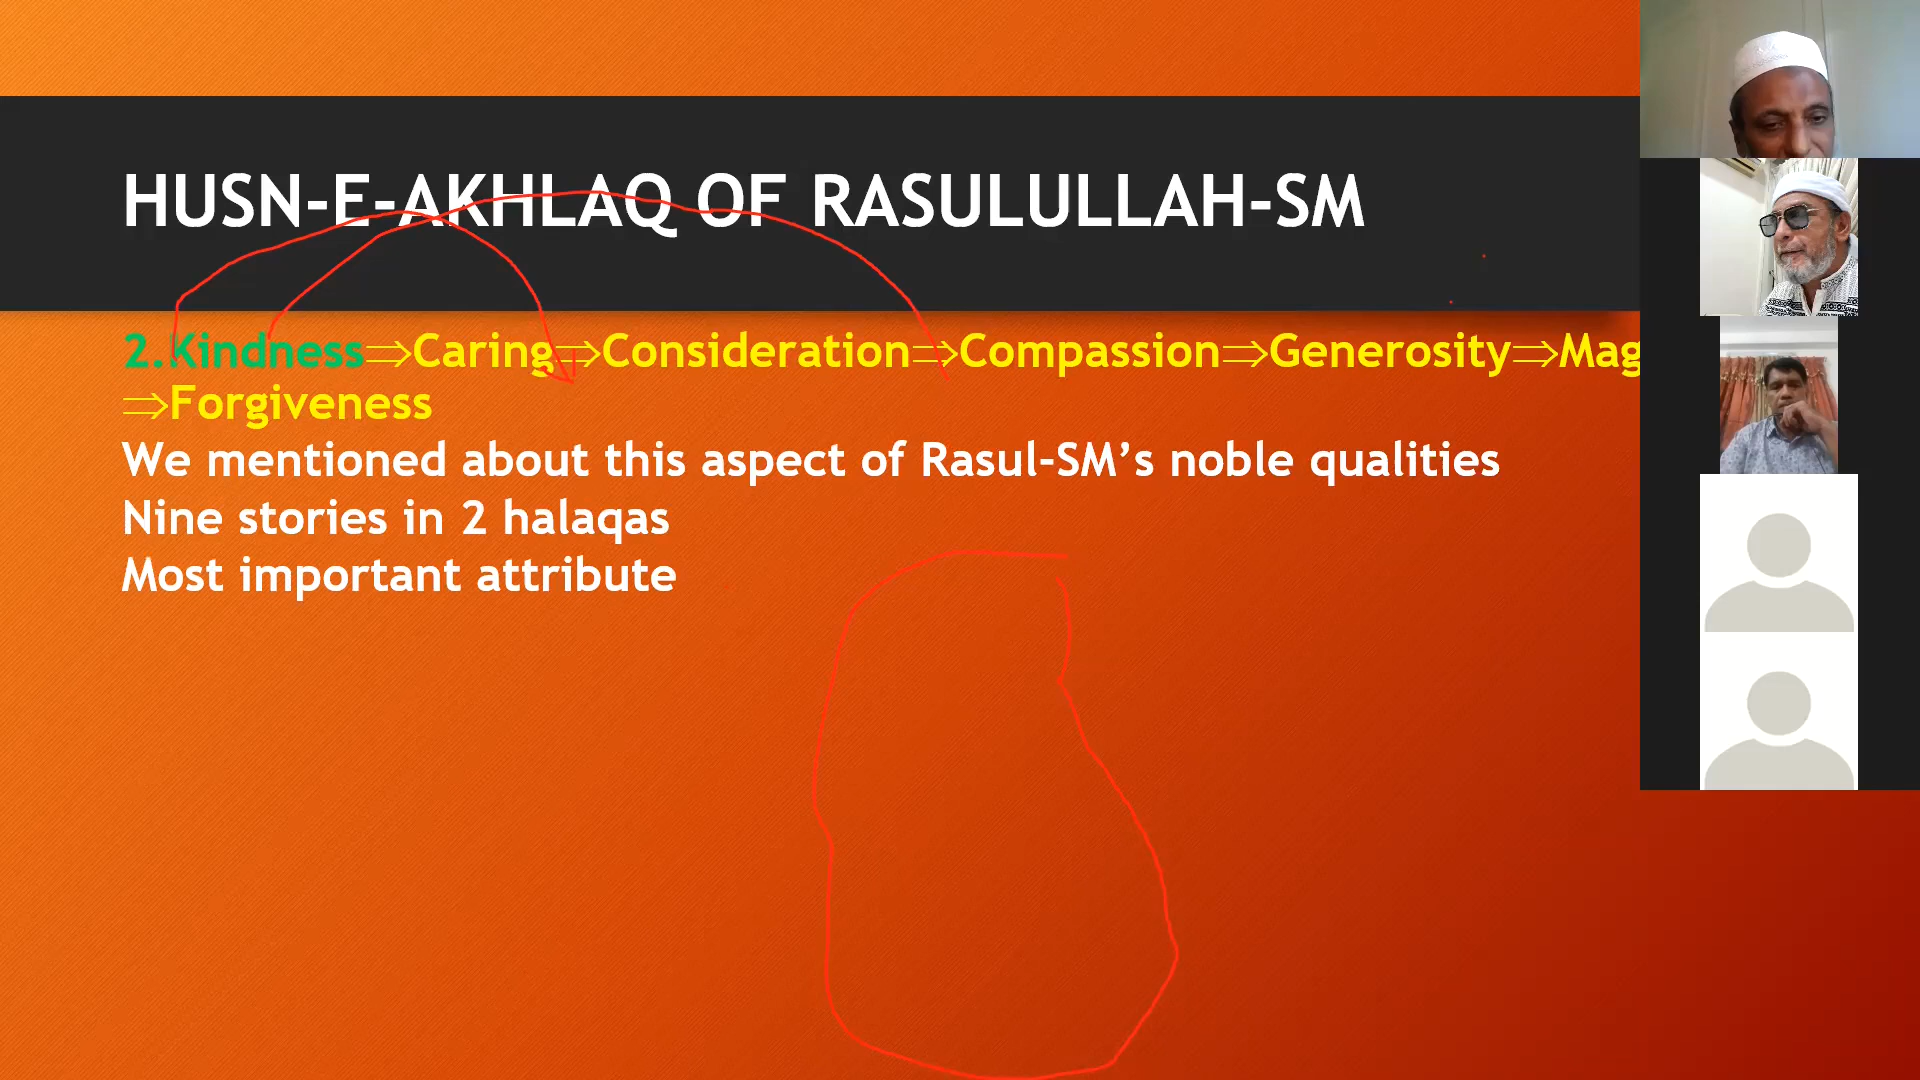 HUSN-E-AKHLAQ OF RASULULLAH-SM
2.Kindness⇒Caring⇒Consideration⇒Compassion⇒Generosity⇒Mag
⇒Forgiveness
We mentioned about this aspect of Rasul-SM’s noble qualities
Nine stories in 2 halaqas
Most important attribute